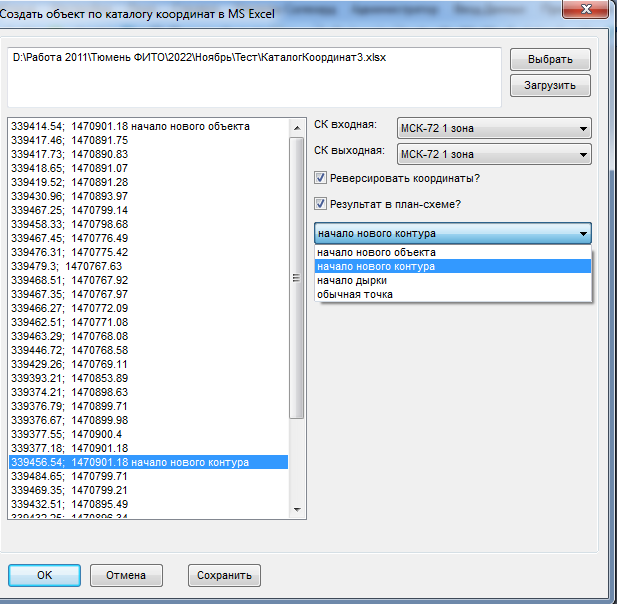 Создать объект по каталогу координат в MS Excel
D:\Работа 2011\Тюмень ФИТО\2022\Ноябрь\Тест\КаталогКоординат3.xlsx
Выбрать
Загрузить
339414.54; 1470901.18 начало нового объекта
339417.46; 1470891.75
339417.73; 1470890.83
339418.65; 1470891.07
339419.52; 1470891.28
339430.96; 1470893.97
339467.25; 1470799.14
339458.33; 1470798.68
339467.45; 1470776.49
339476.31; 1470775.42
339479.3; 1470767.63
339468.51; 1470767.92
339467.35; 1470767.97
339466.27; 1470772.09
339462.51; 1470771.08
339463.29; 1470768.08
339446.72; 1470768.58
339429.26; 1470769.11
339393.21; 1470853.89
339374.21; 1470898.63
339376.79; 1470899.71
339376.67; 1470899.98
339377.55; 1470900.4
339377.18; 1470901.18
339456.54; 1470901.18 начало нового контура
339484.65; 1470799.71
339469.35; 1470799.21
339432.51; 1470895.49
339432.25; 1470896.34
СК входная:
МСК-72 1 зона
СК выходная:
МСК-72 1 зона
Реверсировать координаты?
Результат в план-схеме?
начало нового контура
начало нового объекта
начало нового контура
начало дырки
обычная точка
OK
Отмена
Сохранить